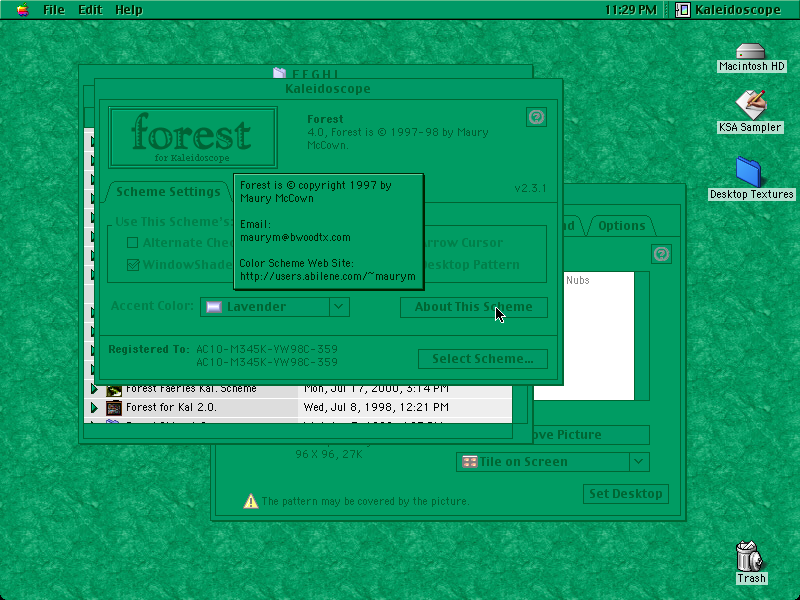 File Edit Help
11:29 PM Kaleidoscope
Macintosh HD
KSA Sampler
Desktop Textures
Kaleidoscope
forest
for Kaleidoscope
Forest
4.0, Forest is © 1997-98 by Maury
McCown.
v2.3.1
Scheme Settings
Forest is © copyright 1997 by
Maury McCown
Email:
maurym@bwoodtx.com
Color Scheme Web Site:
http://users.abilene.com/~maurym
Use This Scheme's:
Alternate Chec
Arrow Cursor
WindowShade
Desktop Pattern
Accent Color: Lavender
About This Scheme
Registered To: AC10-M345K-YW98C-359
AC10-M345K-YW98C-359
Select Scheme...
Options
Nubs
Forest Faeries Kal. Scheme Mon, Jul 17, 2000, 3:14 PM
Forest for Kal 2.0. Wed, Jul 8, 1998, 12:21 PM
ove Picture
96 X 96, 27K
Tile on Screen
The pattern may be covered by the picture.
Set Desktop
Trash